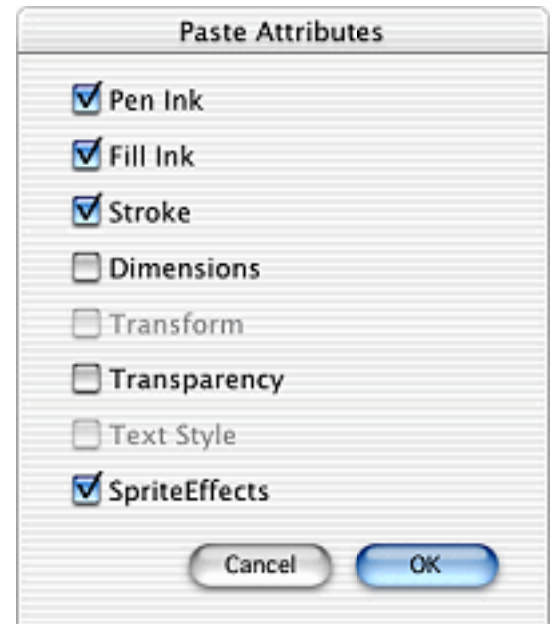 Paste Attributes
Pen Ink
Fill Ink
Stroke
Dimensions
Transform
Transparency
Text Style
SpriteEffects
Cancel OK